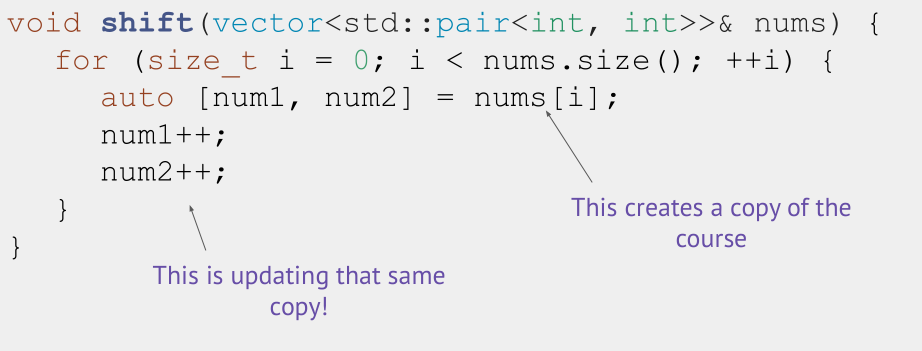 void shift(vector<std::pair<int, int>>& nums) {
for (size_t i = 0; i < nums.size(); ++i) {
auto [num1, num2] = nums[i];
num1++;
num2++;
}
}
This creates a copy of the
course
This is updating that same
copy!